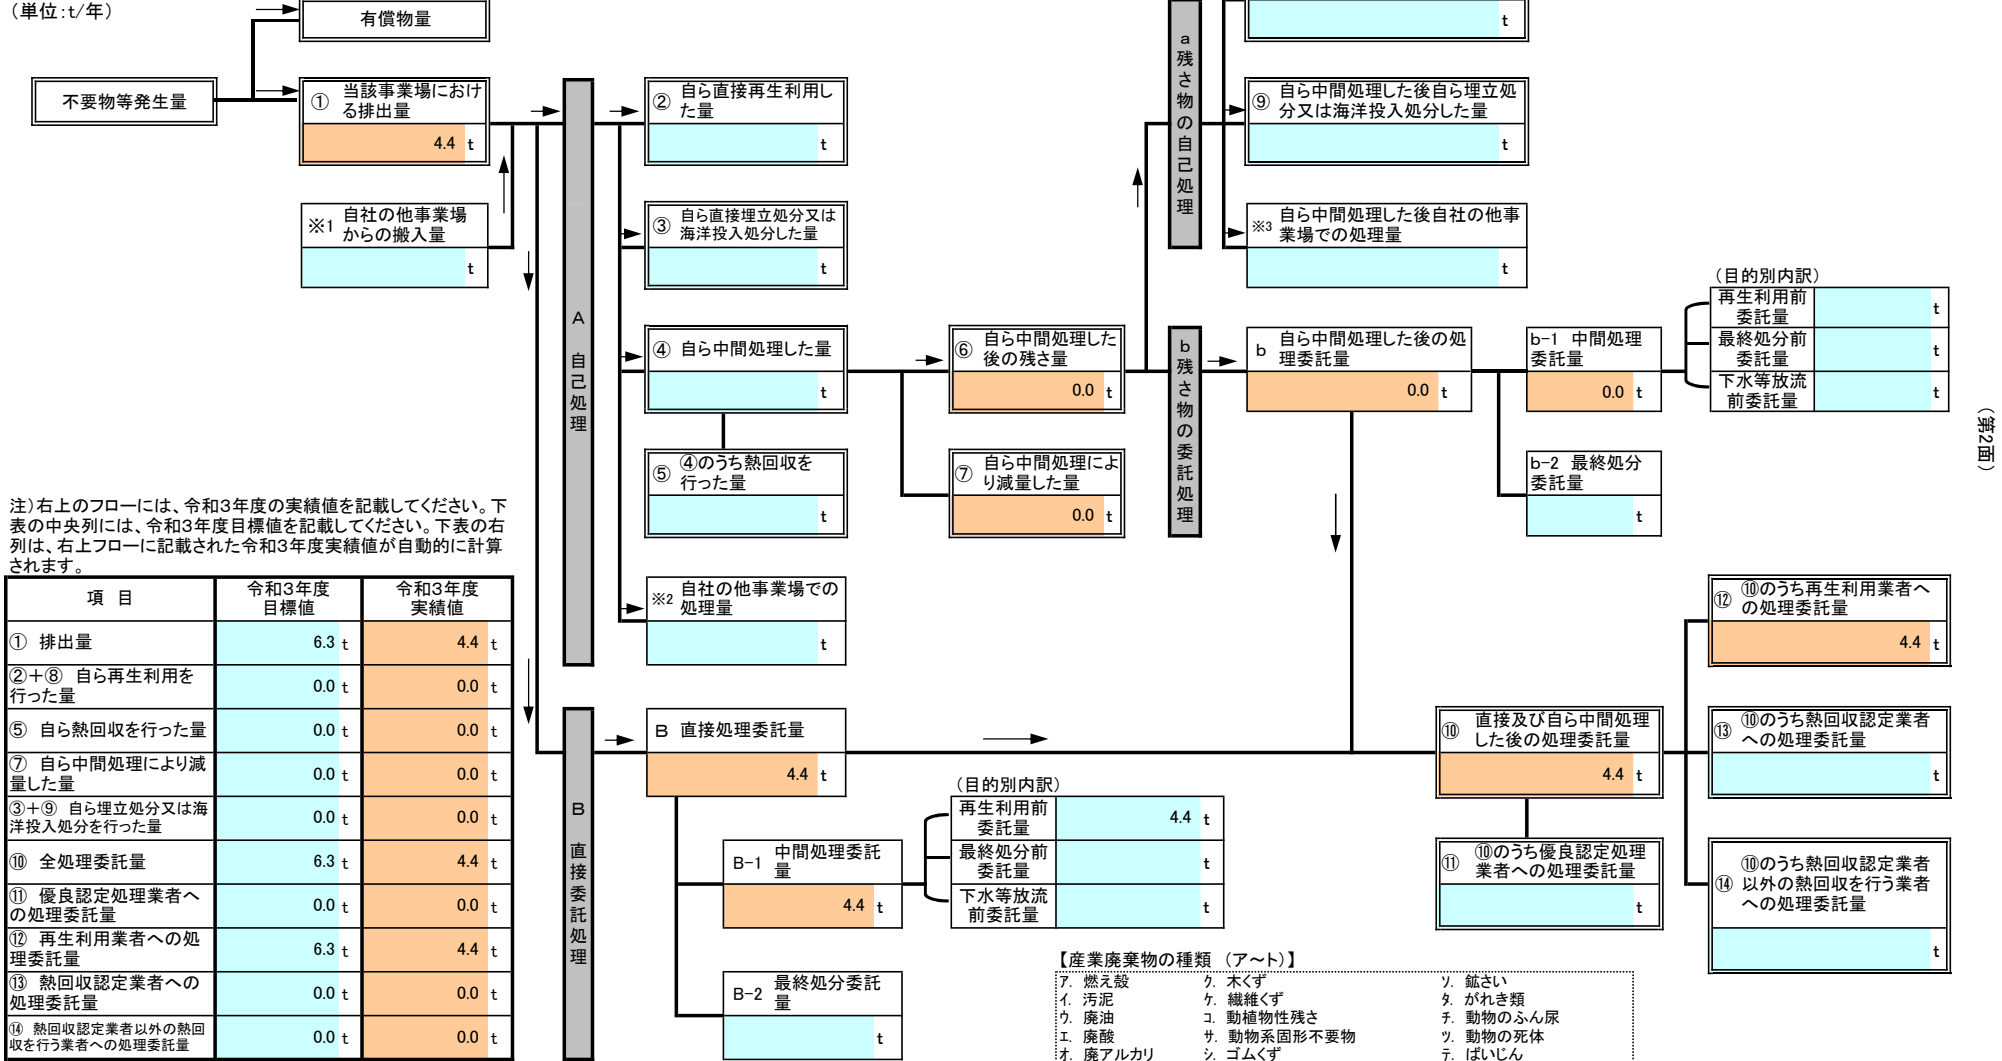 （単位：t/年）
有償物量
不要物等発生量
① 当該事業場におけ
る排出量
4.4 t
※1 自社の他事業場
からの搬入量
t
A 自己処理
② 自ら直接再生利用し
た量
t
③ 自ら直接埋立処分又は
海洋投入処分した量
t
④ 自ら中間処理した量
t
⑤ ④のうち熱回収を
行った量
t
※2 自社の他事業場での
処理量
t
⑥ 自ら中間処理した
後の残さ量
0.0 t
⑦ 自ら中間処理によ
り減量した量
0.0 t
a 残さ物の自己処理
t
⑨ 自ら中間処理した後自ら埋立処
分又は海洋投入処分した量
t
※3 自ら中間処理した後自社の他事
業場での処理量
t
b 残さ物の委託処理
b 自ら中間処理した後の処
理委託量
0.0 t
b-1 中間処理
委託量
0.0 t
b-2 最終処分
委託量
t
（目的別内訳）
再生利用前
委託量
t
最終処分前
委託量
t
下水等放流
前委託量
t
（第2面）
注）右上のフローには、令和3年度の実績値を記載してください。下
表の中央列には、令和3年度目標値を記載してください。下表の右
列は、右上フローに記載された令和3年度実績値が自動的に計算
されます。
項 目
令和3年度
目標値
令和3年度
実績値
① 排出量
6.3 t 4.4 t
②＋⑧ 自ら再生利用を
行った量
0.0 t 0.0 t
⑤ 自ら熱回収を行った量
0.0 t 0.0 t
⑦ 自ら中間処理により減
量した量
0.0 t 0.0 t
③＋⑨ 自ら埋立処分又は海
洋投入処分を行った量
0.0 t 0.0 t
⑩ 全処理委託量
6.3 t 4.4 t
⑪ 優良認定処理業者へ
の処理委託量
0.0 t 0.0 t
⑫ 再生利用業者への処
理委託量
6.3 t 4.4 t
⑬ 熱回収認定業者への
処理委託量
0.0 t 0.0 t
⑭ 熱回収認定業者以外の熱回
収を行う業者への処理委託量
0.0 t 0.0 t
B 直接委託処理
B 直接処理委託量
4.4 t
B-1 中間処理委託
量
4.4 t
B-2 最終処分委託
量
t
（目的別内訳）
再生利用前
委託量
4.4 t
最終処分前
委託量
t
下水等放流
前委託量
t
⑩ 直接及び自ら中間処理
した後の処理委託量
4.4 t
⑪ ⑩のうち優良認定処理
業者への処理委託量
t
⑫ ⑩のうち再生利用業者へ
の処理委託量
4.4 t
⑬ ⑩のうち熱回収認定業者
への処理委託量
t
⑭ ⑩のうち熱回収認定業者
以外の熱回収を行う業者
への処理委託量
t
【産業廃棄物の種類 （ア～ト）】
ア. 燃え殻 ク. 木くず ソ. 鉱さい
イ. 汚泥 ケ. 繊維くず タ. がれき類
ウ. 廃油 コ. 動植物性残さ チ. 動物のふん尿
エ. 廃酸 サ. 動物系固形不要物 ツ. 動物の死体
オ. 廃アルカリ シ. ゴムくず テ. ばいじん